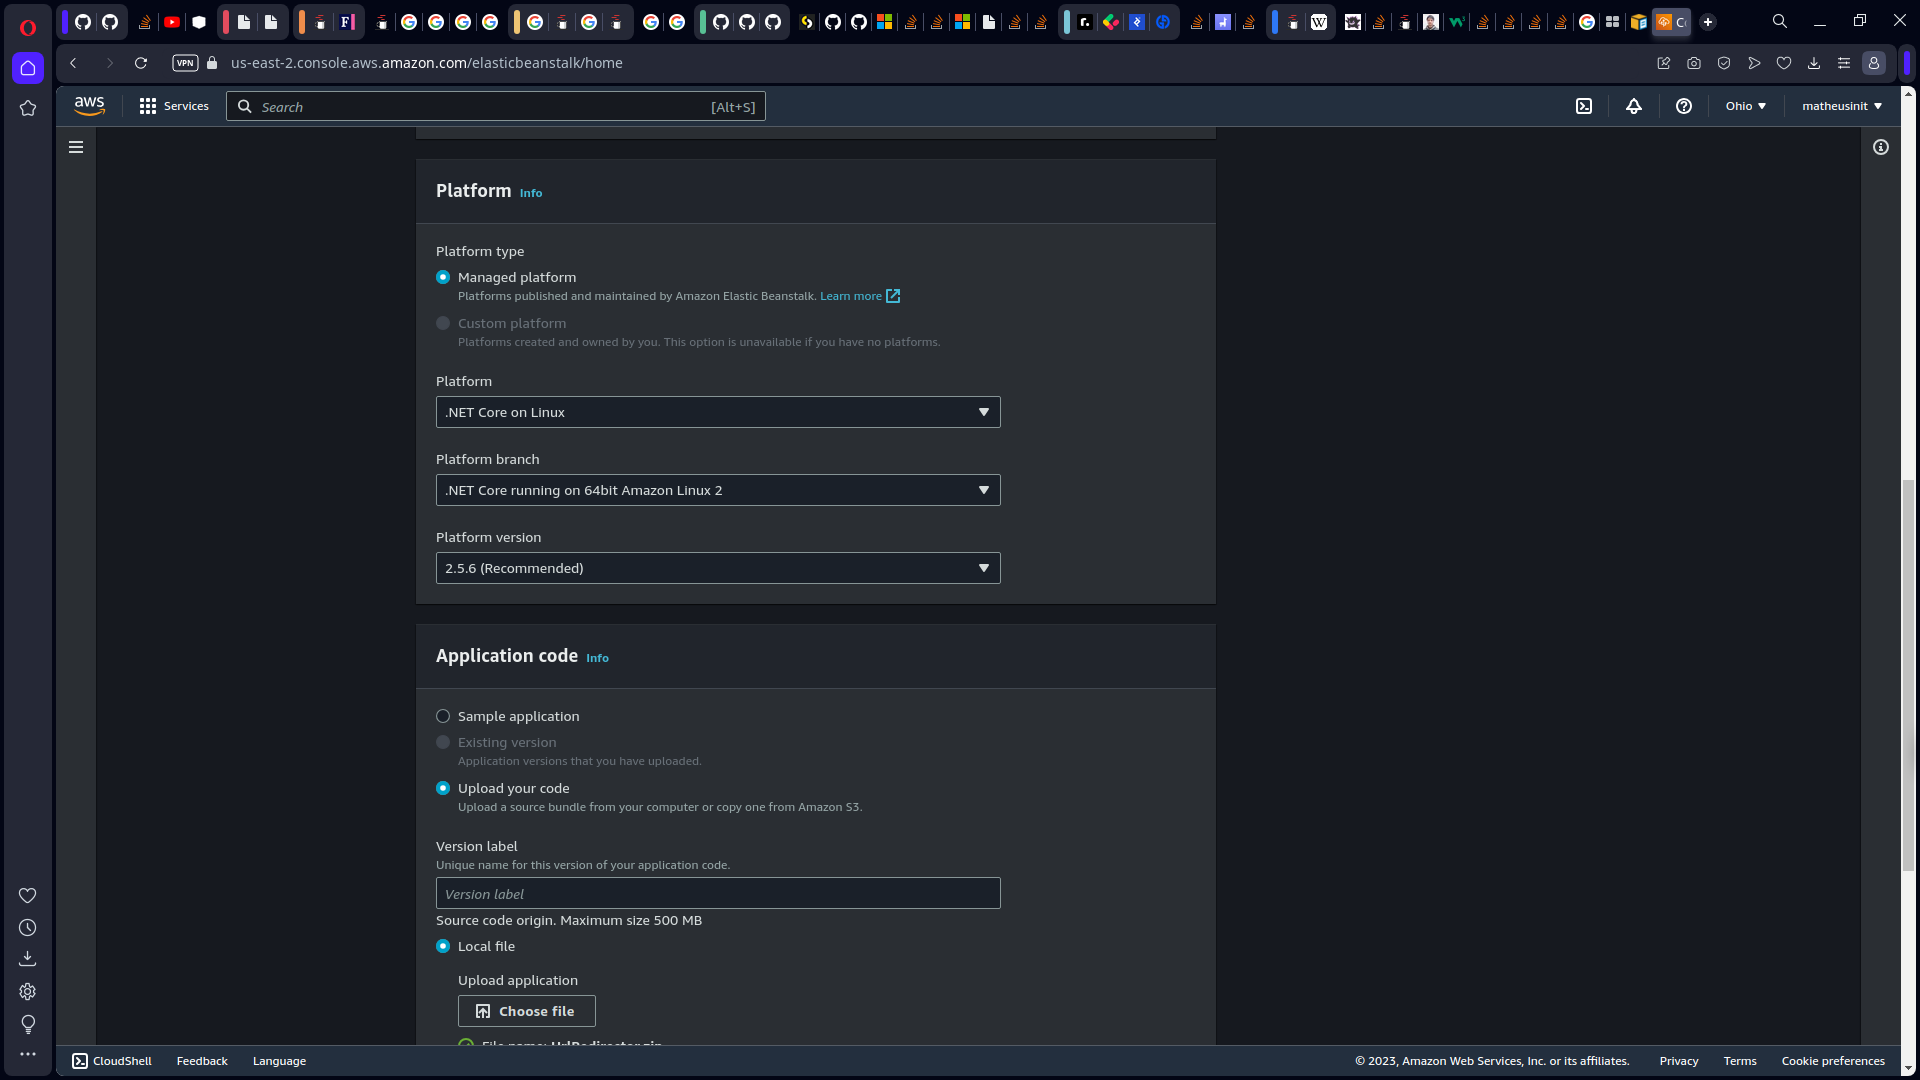 C
VPN
us-east-2.console.aws.amazon.com/elasticbeanstalk/home
aws
Services
Search
[Alt+S]
Ohio
matheusinit
Platform Info
Platform type
Managed platform
Platforms published and maintained by Amazon Elastic Beanstalk. Learn more
Custom platform
Platforms created and owned by you. This option is unavailable if you have no platforms.
Platform
.NET Core on Linux
Platform branch
.NET Core running on 64bit Amazon Linux 2
Platform version
2.5.6 (Recommended)
Application code Info
Sample application
Existing version
Application versions that you have uploaded.
Upload your code
Upload a source bundle from your computer or copy one from Amazon S3.
Version label
Unique name for this version of your application code.
Version label
Source code origin. Maximum size 500 MB
Local file
Upload application
Choose file
File name: UrlRedirector.zip
CloudShell
Feedback
Language
© 2023, Amazon Web Services, Inc. or its affiliates.
Privacy
Terms
Cookie preferences